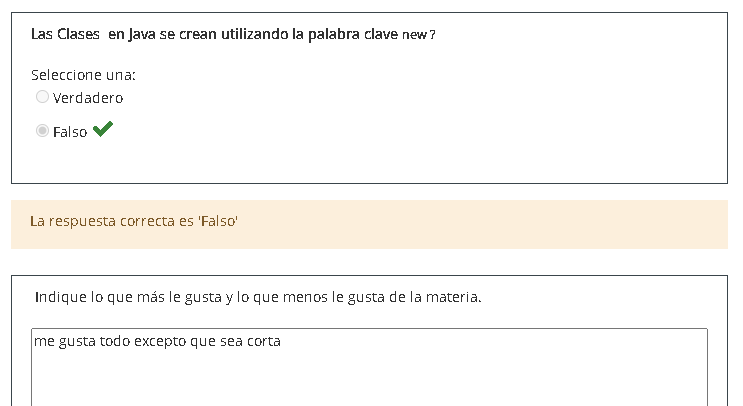 Las Clases en Java se crean utilizando la palabra clave new ?
Seleccione una:
Verdadero
Falso
La respuesta correcta es 'Falso'
Indique lo que más le gusta y lo que menos le gusta de la materia.
me gusta todo excepto que sea corta